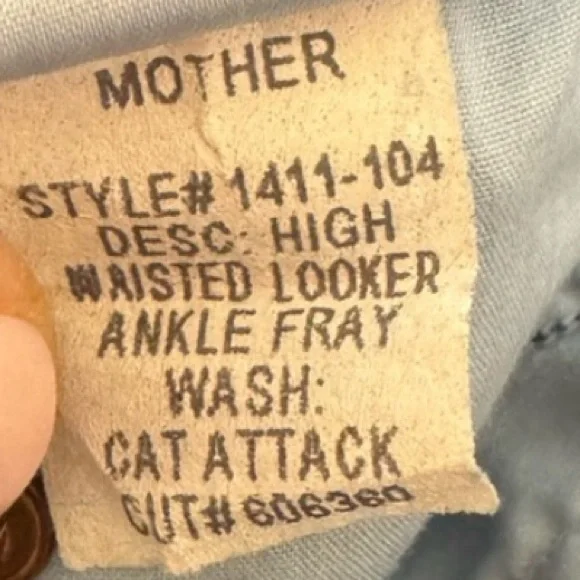 MOTHER
STYLE# 1411-104
DESC: HIGH
WAISTED LOOKER
ANKLE FRAY
WASH:
CAT ATTACK
CUT# 606360